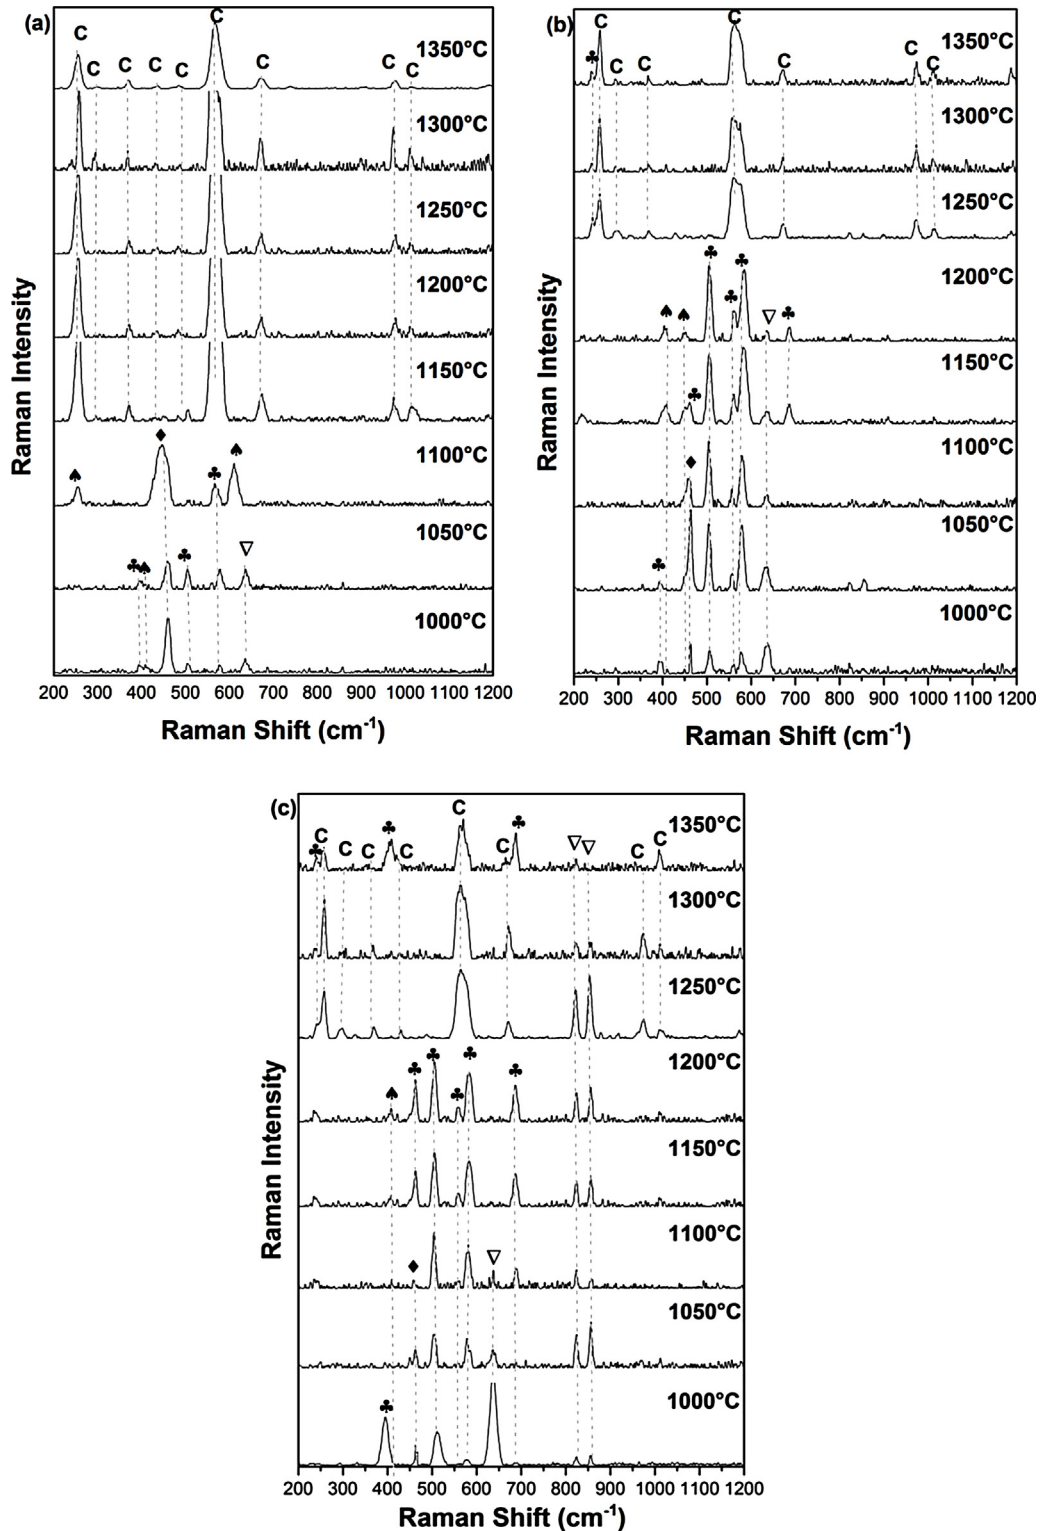 (a)
C C C C C C C C C
1350°C
1300°C
1250°C
1200°C
1150°C
♦ ♠ ♣ ♠
1100°C
1050°C
♣ ♠ ♣ ▽
1000°C
200 300 400 500 600 700 800 900 1000 1100 1200
Raman Shift (cm-1)
Raman Intensity
(b)
♣ C C C C C C C
1350°C
1300°C
1250°C
1200°C
♠ ♠ ♣ ♣ ♣ ▽ ♣
1150°C
♣
1100°C
♦
1050°C
♣
1000°C
200 300 400 500 600 700 800 900 1000 1100 1200
Raman Shift (cm-1)
Raman Intensity
(c)
♣ C C C ♣ C C C ♣ ▽ ▽ C C
1350°C
1300°C
1250°C
1200°C
♠ ♣ ♣ ♣ ♣ ♣
1150°C
1100°C
♦ ▽
1050°C
1000°C
♣
200 300 400 500 600 700 800 900 1000 1100 1200
Raman Shift (cm-1)
Raman Intensity